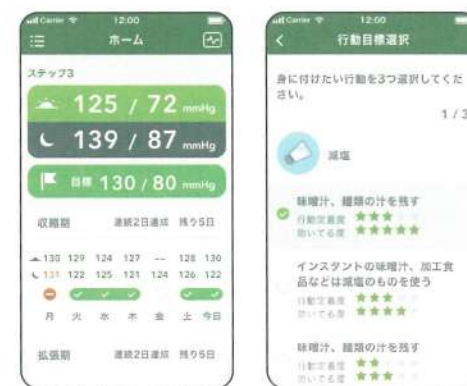 Carrier 12:00
ホーム
ステップ3
125 / 72 mmHg
139 / 87 mmHg
目標 130 / 80 mmHg
収縮期 連続2日達成 残り5日
130 129 124 127 -- 128 130
131 122 125 121 124 126 122
月 火 水 木 金 土 今日
拡張期 連続2日達成 残り5日
Carrier 12:00
行動目標選択
身に付けたい行動を3つ選択してくだ
さい。
1 / 3
減塩
味噌汁、麺類の汁を残す
行動定着度 ★★★
効いてる度 ★★★★★
インスタントの味噌汁、加工食
品などは減塩のものを使う
行動定着度 ★★★
効いてる度 ★★★★
味噌汁、麺類の汁を残す
行動定着度 ★★
効いてる度 ★★★